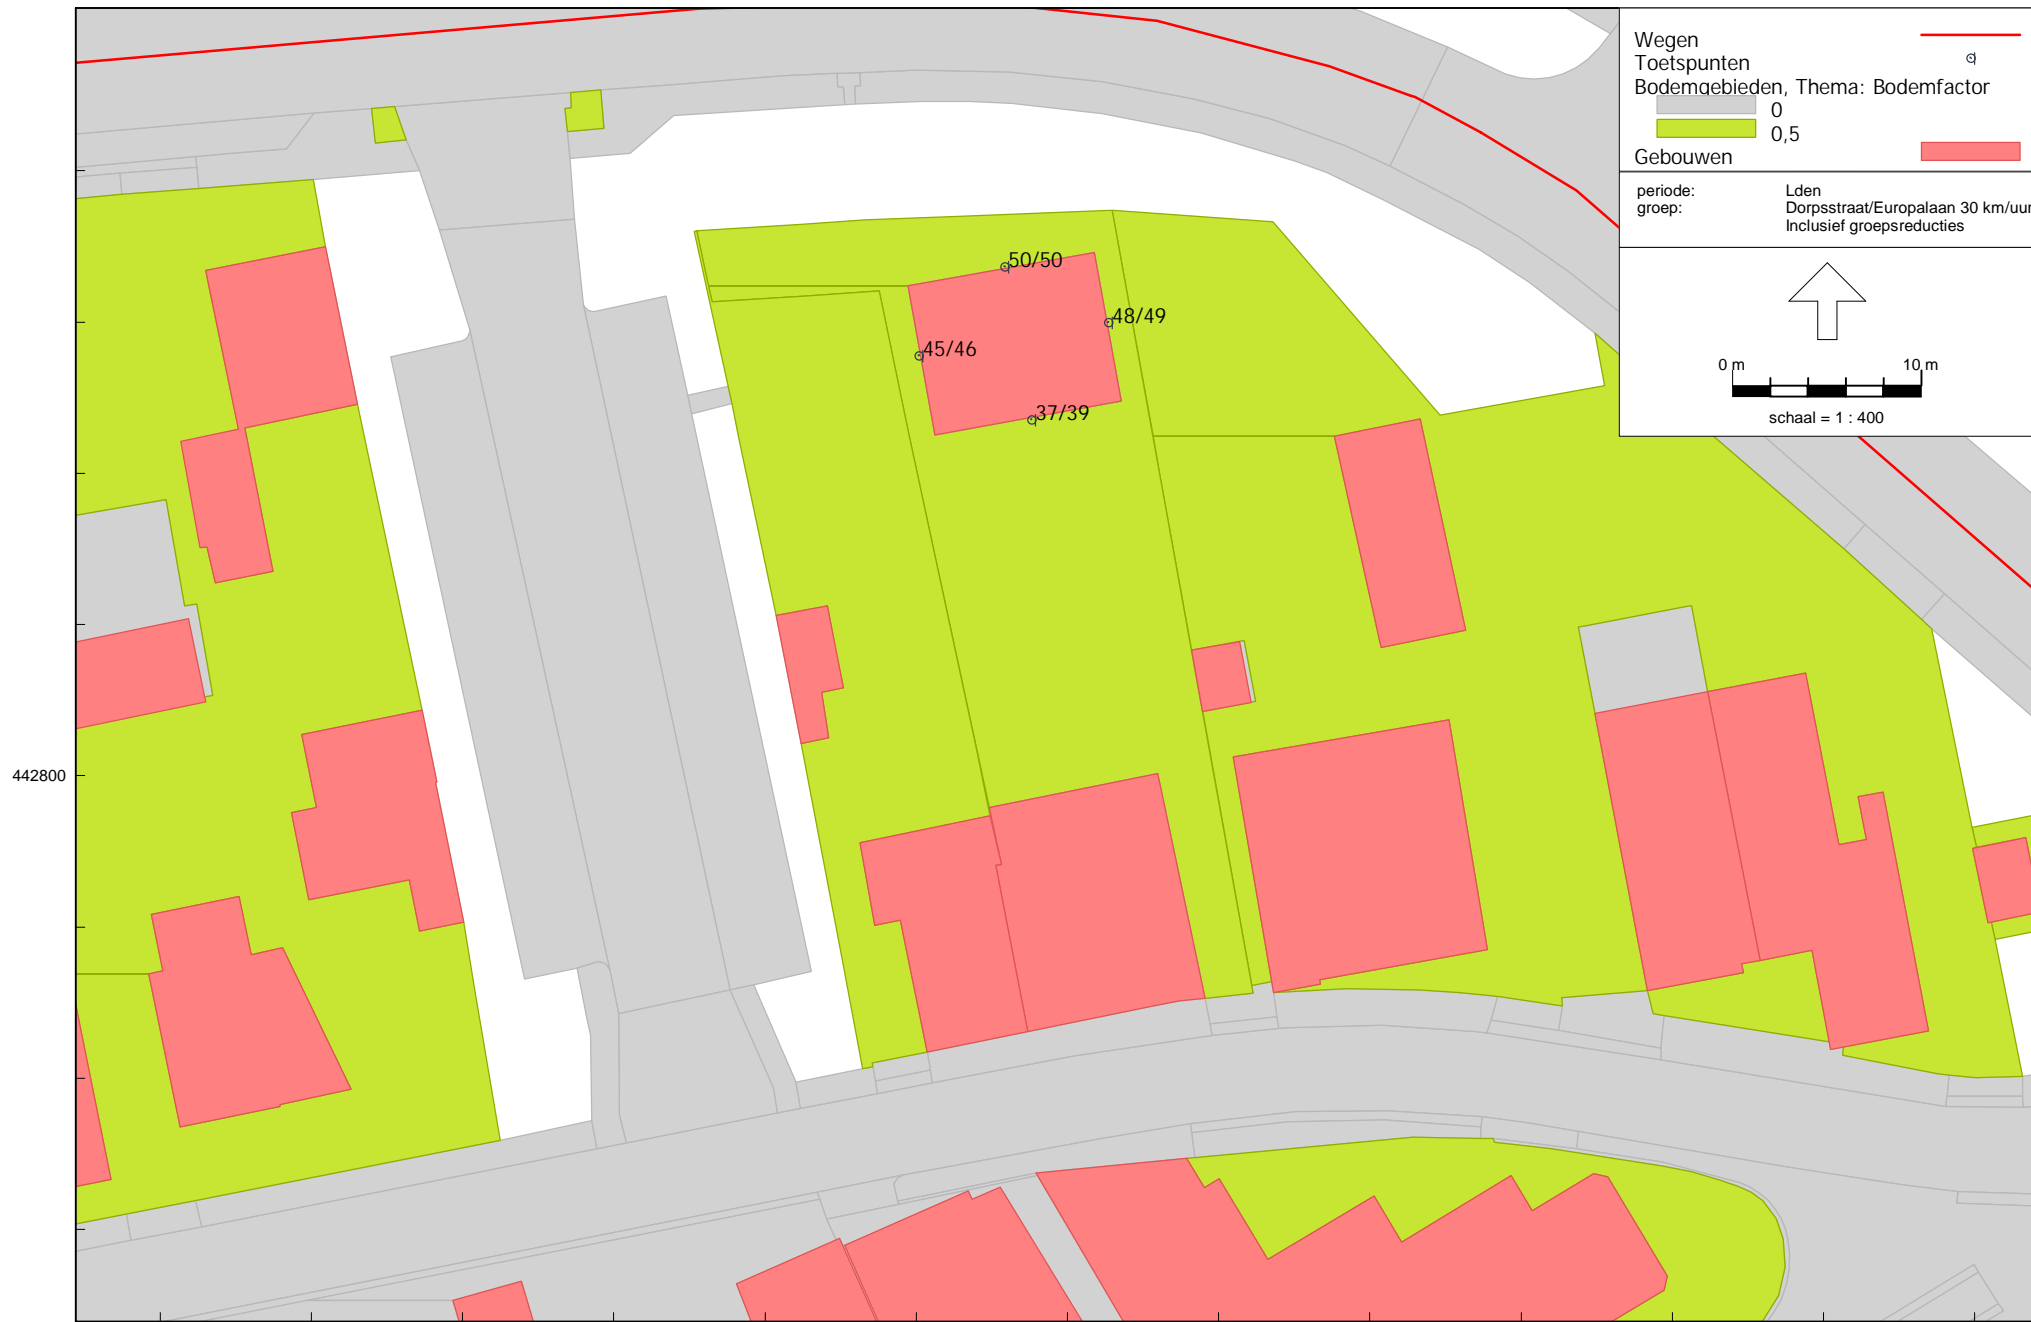 Wegen
Toetspunten
Bodemgebieden, Thema: Bodemfactor
0
0,5
Gebouwen
periode: Lden
groep: Dorpsstraat/Europalaan 30 km/uur
Inclusief groepsreducties
0 m 10 m
schaal = 1 : 400
50/50
48/49
45/46
37/39
442800